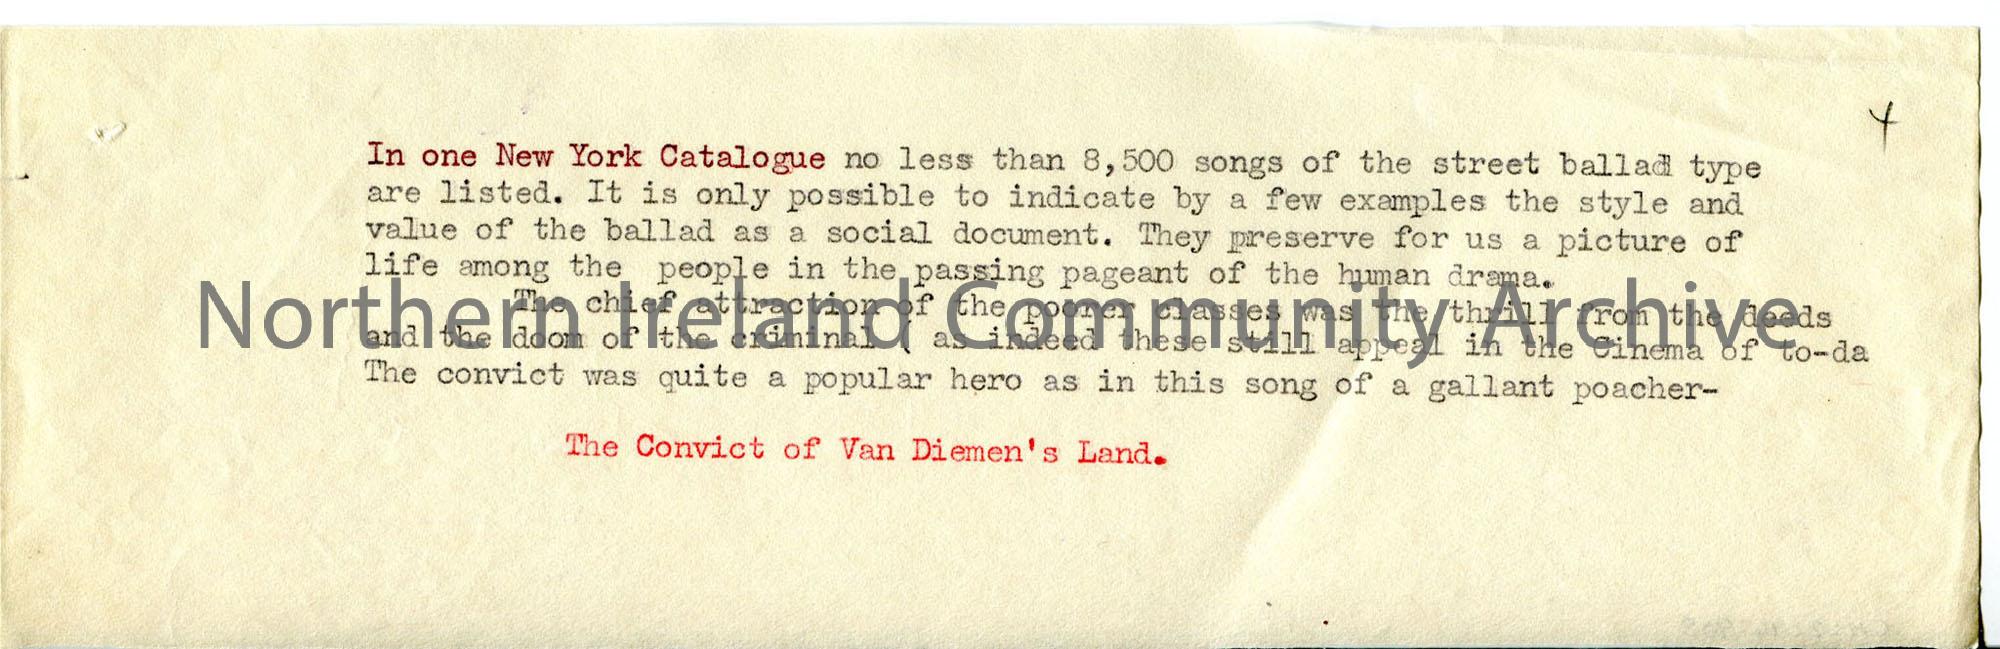 4
In one New York Catalogue no less than 8,500 songs of the street ballad type
are listed. It is only possible to indicate by a few examples the style and
value of the ballad as a social document. They preserve for us a picture of
life among the people in the passing pageant of the human drama.
The chief attraction of the poorer classes was the thrill from the deeds
and the doom of the criminal ( as indeed these still appeal in the Cinema of to-da
The convict was quite a popular hero as in this song of a gallant poacher-
The Convict of Van Diemen's Land.
Northern Ireland Community Archive